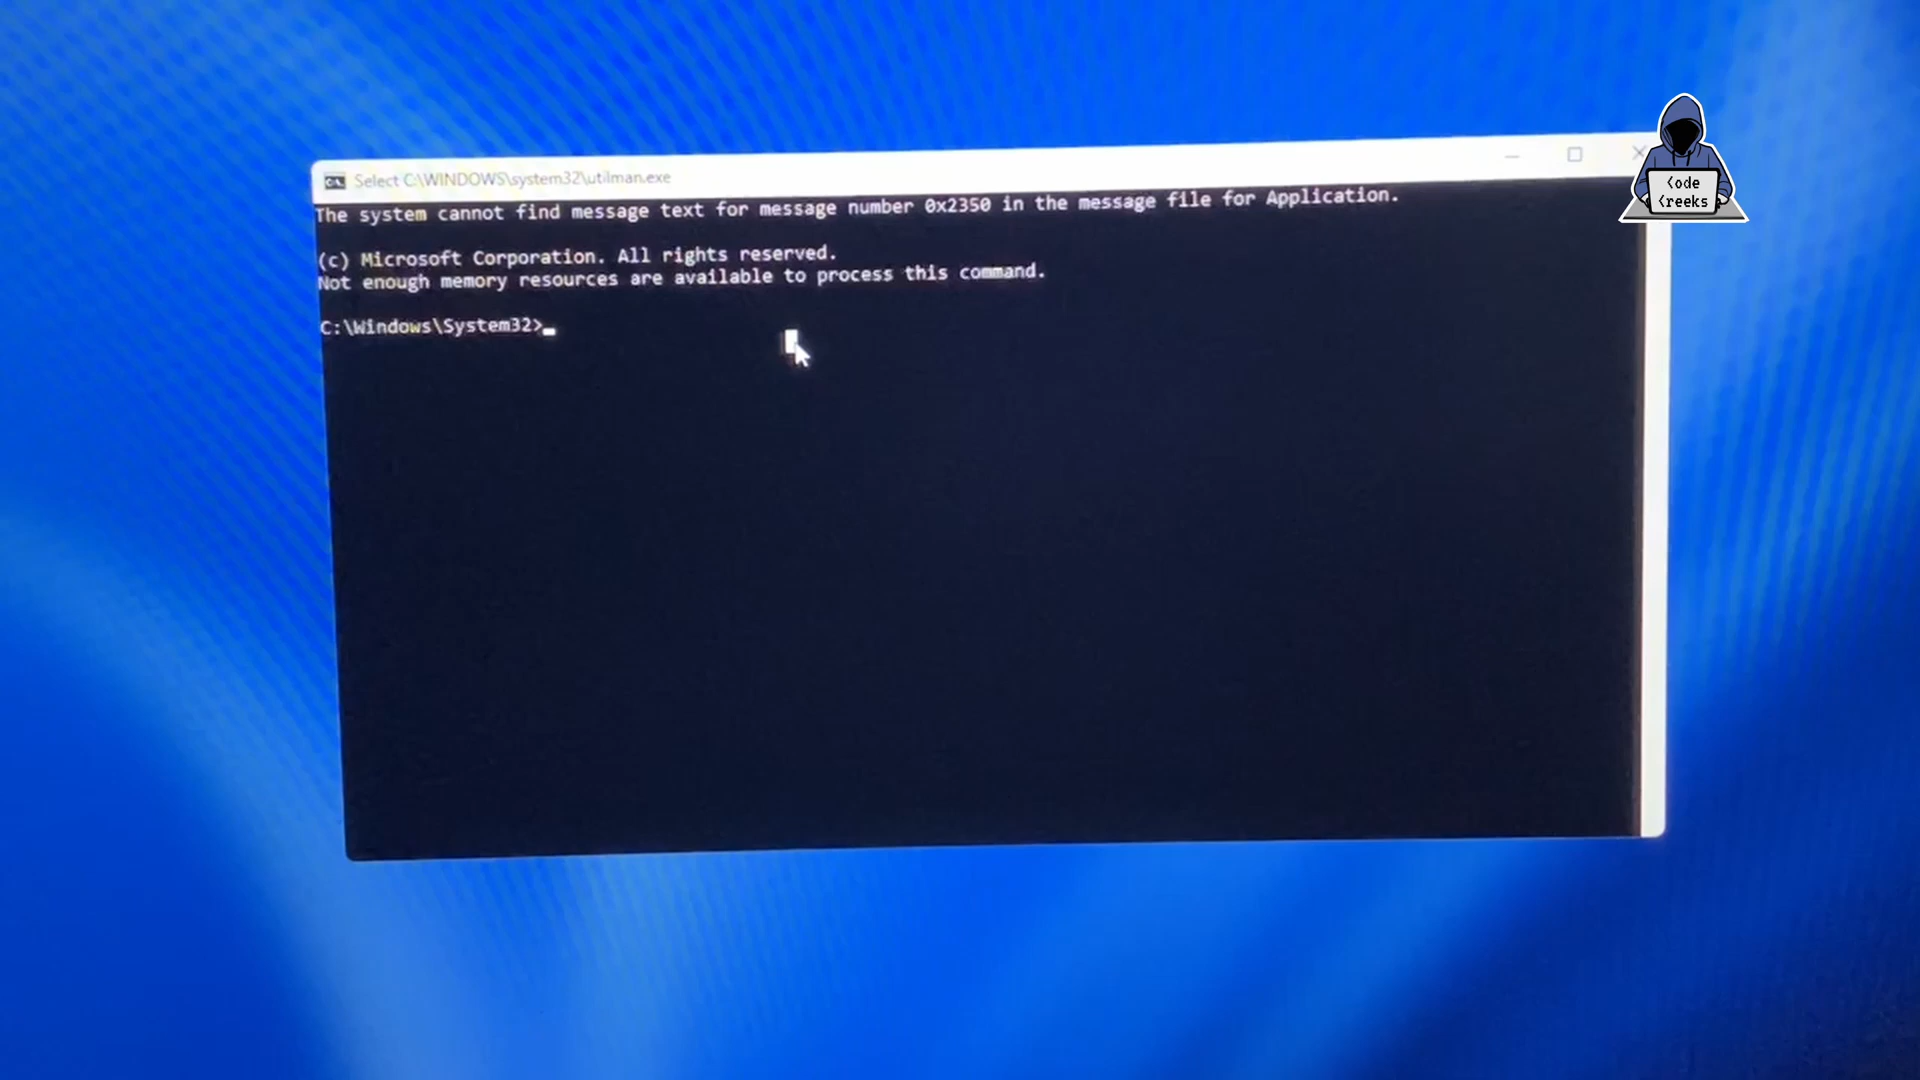 Select C:\WINDOWS\system32\utilman.exe
The system cannot find message text for message number 0x2350 in the message file for Application.
(c) Microsoft Corporation. All rights reserved.
Not enough memory resources are available to process this command.
C:\Windows\System32>
<ode
<reeks